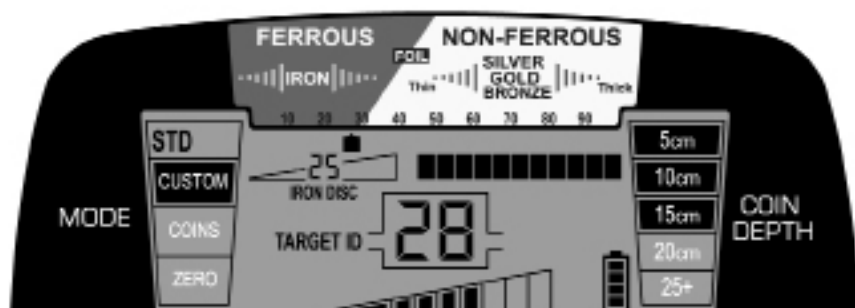 FERROUS NON-FERROUS
FOIL
IRON
Thin SILVER GOLD BRONZE Thick
10 20 30 40 50 60 70 80 90
STD
CUSTOM
COINS
ZERO
MODE
25
IRON DISC
TARGET ID 28
5cm
10cm
15cm
20cm
25+
COIN
DEPTH